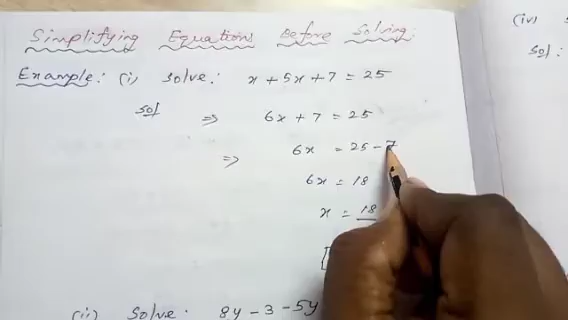 Simplifying Equations Before Solving:
(iv)
Example: (i) solve: x + 5x + 7 = 25
sol:
sol ⇒ 6x + 7 = 25
⇒ 6x = 25 - 7
6x = 18
x = 18
[
(ii) solve: 8y - 3 - 5y